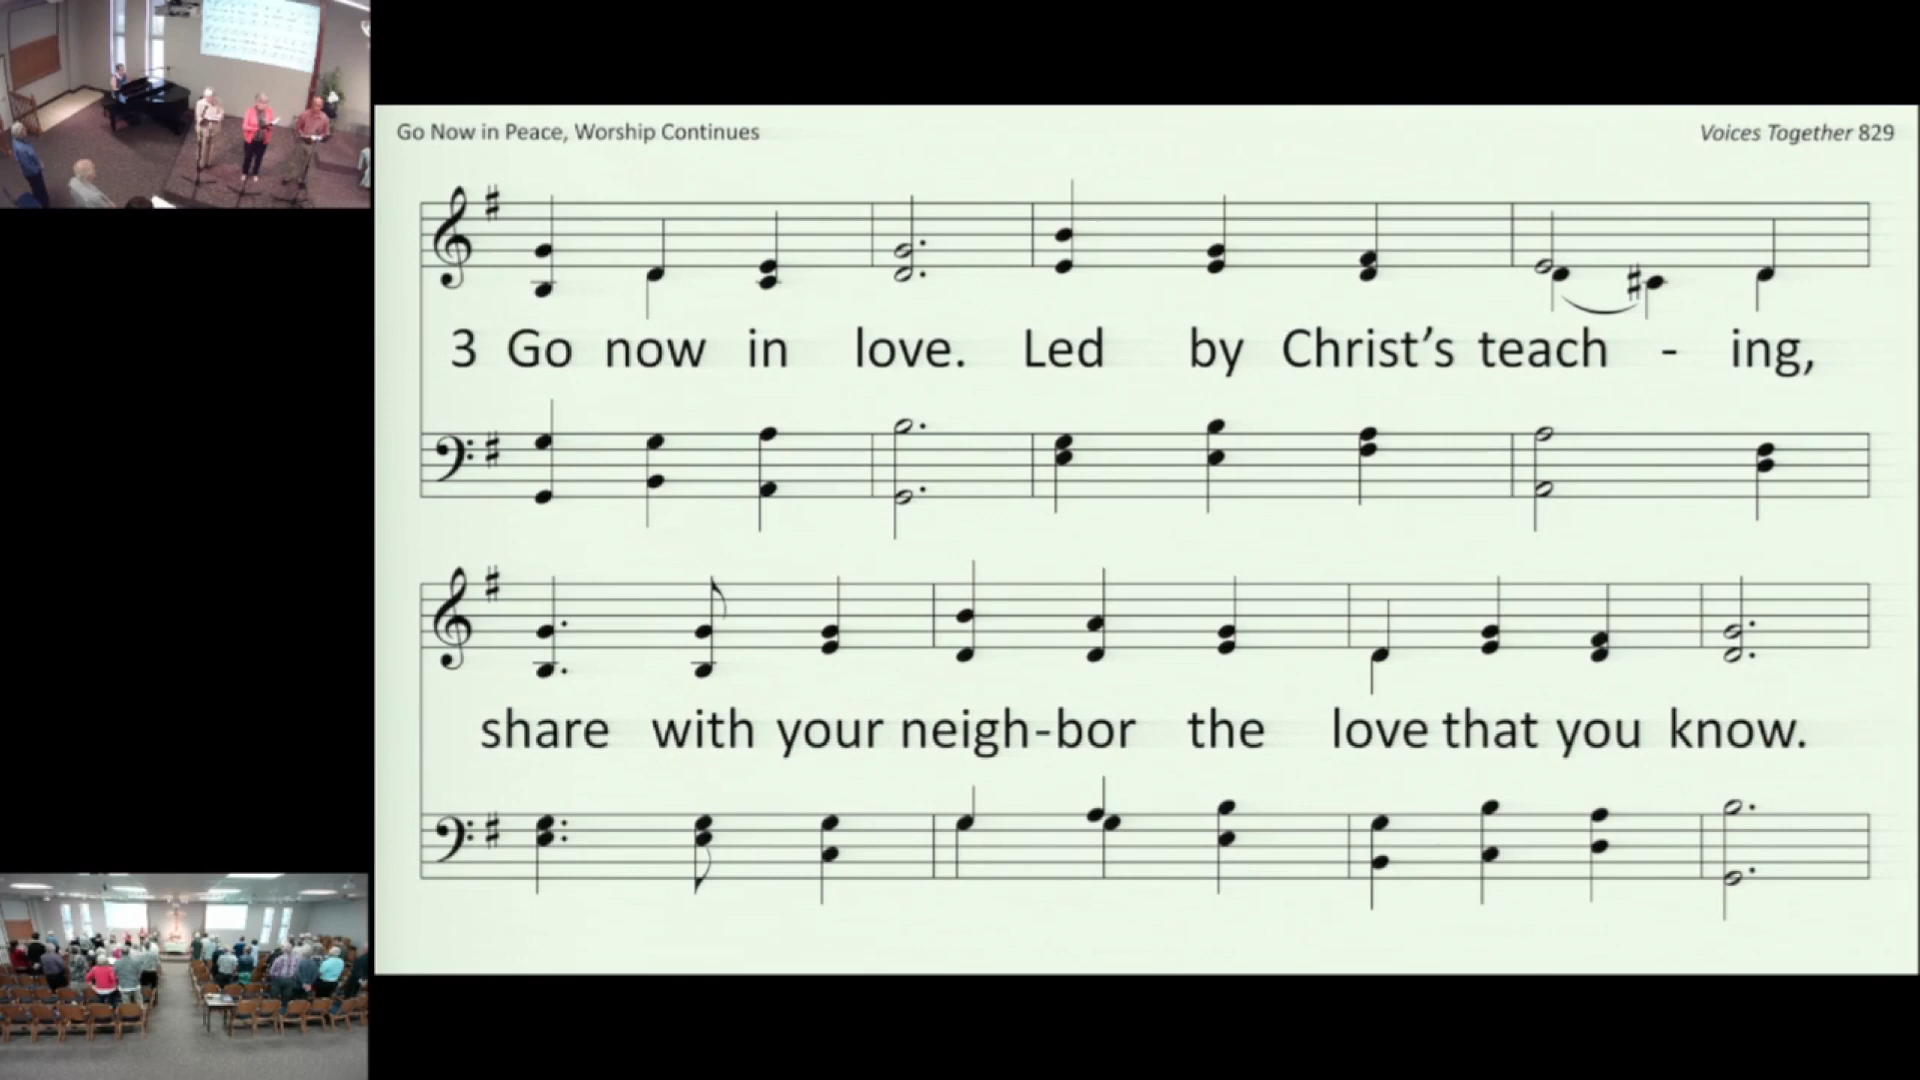 Go Now in Peace, Worship Continues
Voices Together 829
3 Go now in love. Led by Christ’s teach - ing,
share with your neigh-bor the love that you know.